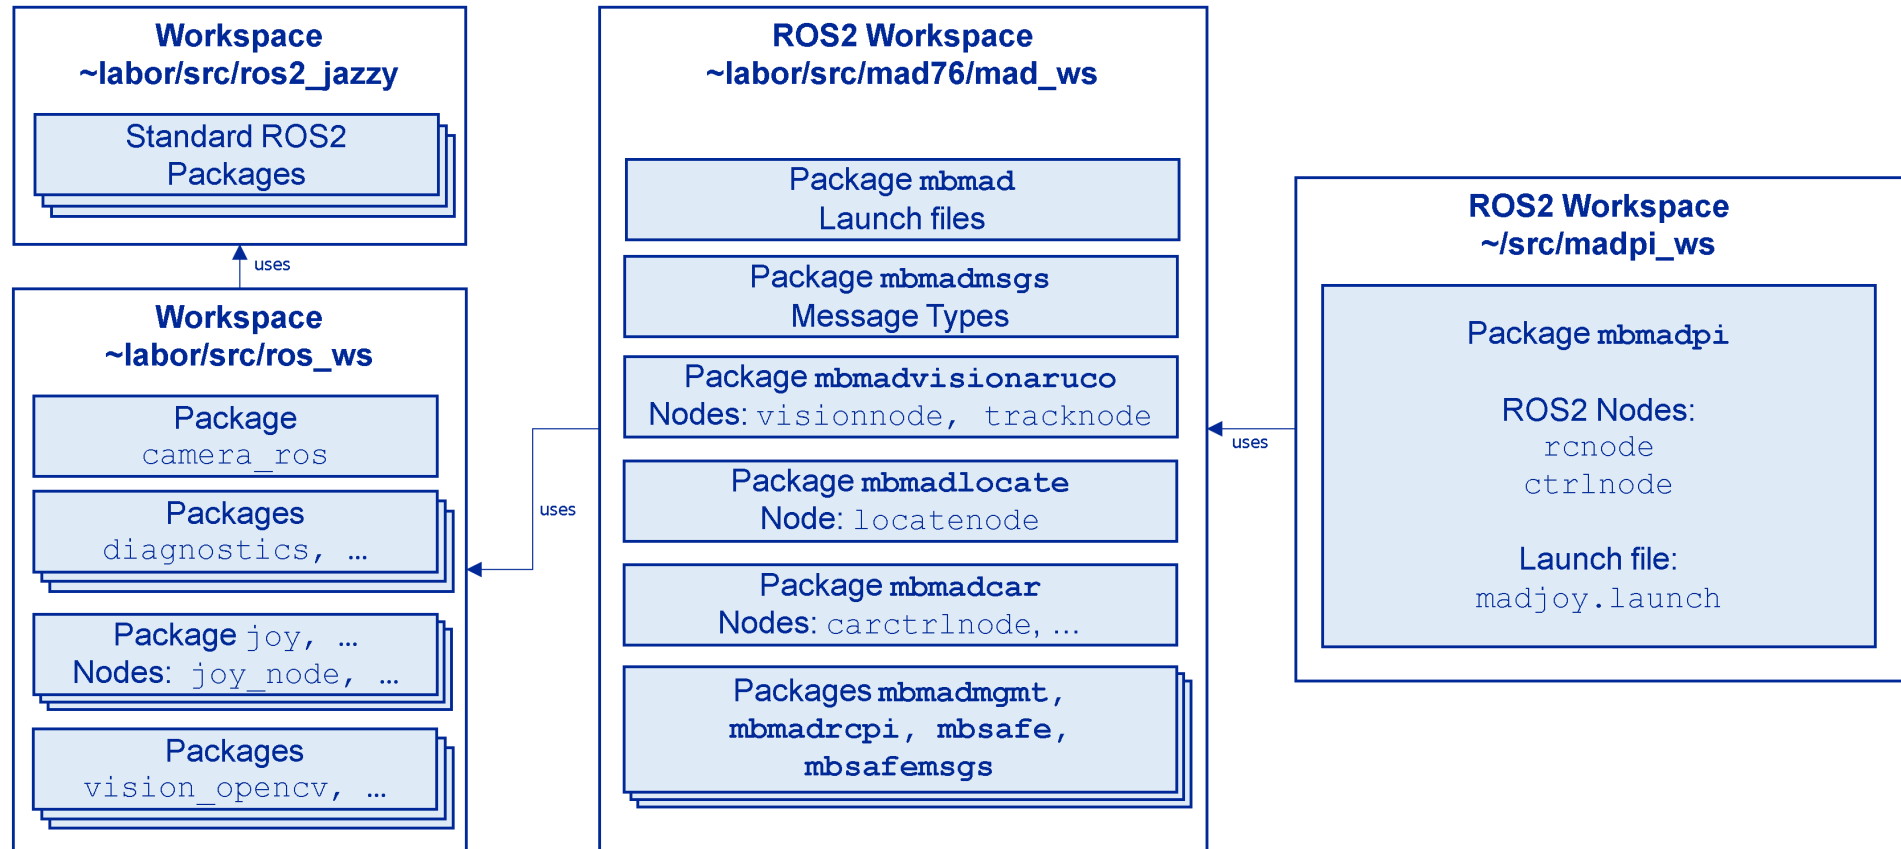 Workspace
~labor/src/ros2_jazzy
Standard ROS2
Packages
uses
Workspace
~labor/src/ros_ws
Package
camera_ros
Packages
diagnostics, …
Package joy, …
Nodes: joy_node, …
Packages
vision_opencv, …
uses
ROS2 Workspace
~labor/src/mad76/mad_ws
Package mbmad
Launch files
Package mbmadmsgs
Message Types
Package mbmadvisionaruco
Nodes: visionnode, tracknode
Package mbmadlocate
Node: locatenode
Package mbmadcar
Nodes: carctrlnode, …
Packages mbmadmgmt,
mbmadrcpi, mbsafe,
mbsafemsgs
uses
ROS2 Workspace
~/src/madpi_ws
Package mbmadpi
ROS2 Nodes:
rcnode
ctrlnode
Launch file:
madjoy.launch